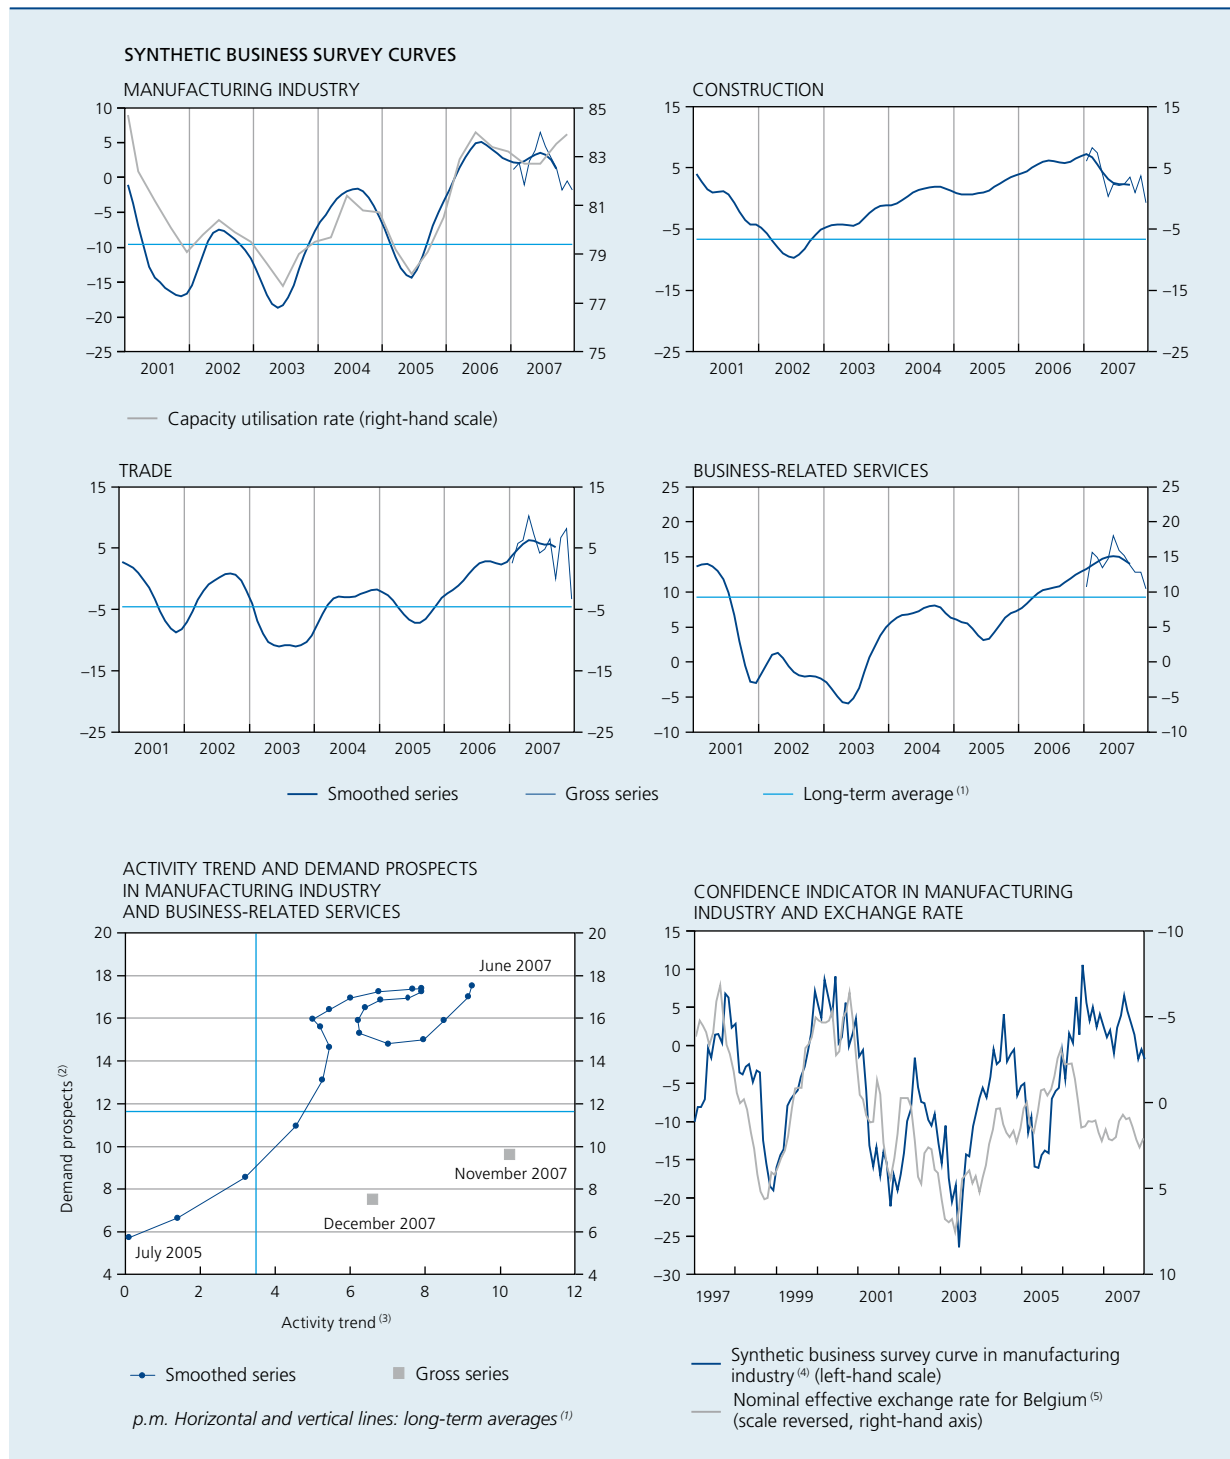 SYNTHETIC BUSINESS SURVEY CURVES
MANUFACTURING INDUSTRY
10
5
0
–5
–10
–15
–20
–25
85
83
81
79
77
75
2001 2002 2003 2004 2005 2006 2007
Capacity utilisation rate (right-hand scale)
CONSTRUCTION
15
5
–5
–15
–25
15
5
–5
–15
–25
2001 2002 2003 2004 2005 2006 2007
TRADE
15
5
–5
–15
–25
15
5
–5
–15
–25
2001 2002 2003 2004 2005 2006 2007
BUSINESS-RELATED SERVICES
25
20
15
10
5
0
–5
–10
25
20
15
10
5
0
–5
–10
2001 2002 2003 2004 2005 2006 2007
Smoothed series Gross series Long-term average (1)
ACTIVITY TREND AND DEMAND PROSPECTS
IN MANUFACTURING INDUSTRY
AND BUSINESS-RELATED SERVICES
Demand prospects (2)
20
18
16
14
12
10
8
6
4
20
18
16
14
12
10
8
6
4
June 2007
November 2007
December 2007
July 2005
0 2 4 6 8 10 12
Activity trend (3)
Smoothed series Gross series
p.m. Horizontal and vertical lines: long-term averages (1)
CONFIDENCE INDICATOR IN MANUFACTURING
INDUSTRY AND EXCHANGE RATE
15
10
5
0
–5
–10
–15
–20
–25
–30
–10
–5
0
5
10
1997 1999 2001 2003 2005 2007
Synthetic business survey curve in manufacturing
industry (4) (left-hand scale)
Nominal effective exchange rate for Belgium (5)
(scale reversed, right-hand axis)